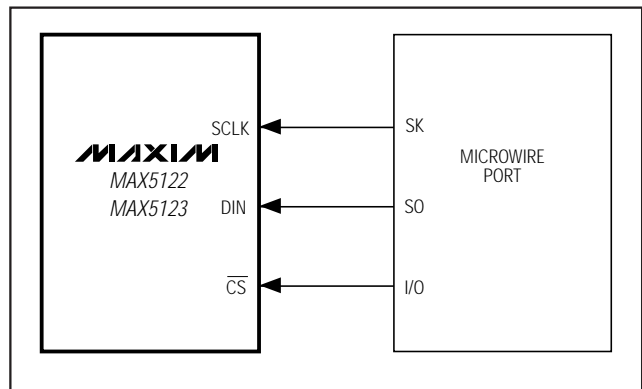 SCLK
SK
MAXIM
MAX5122
MAX5123
MICROWIRE
PORT
DIN
SO
CS
I/O